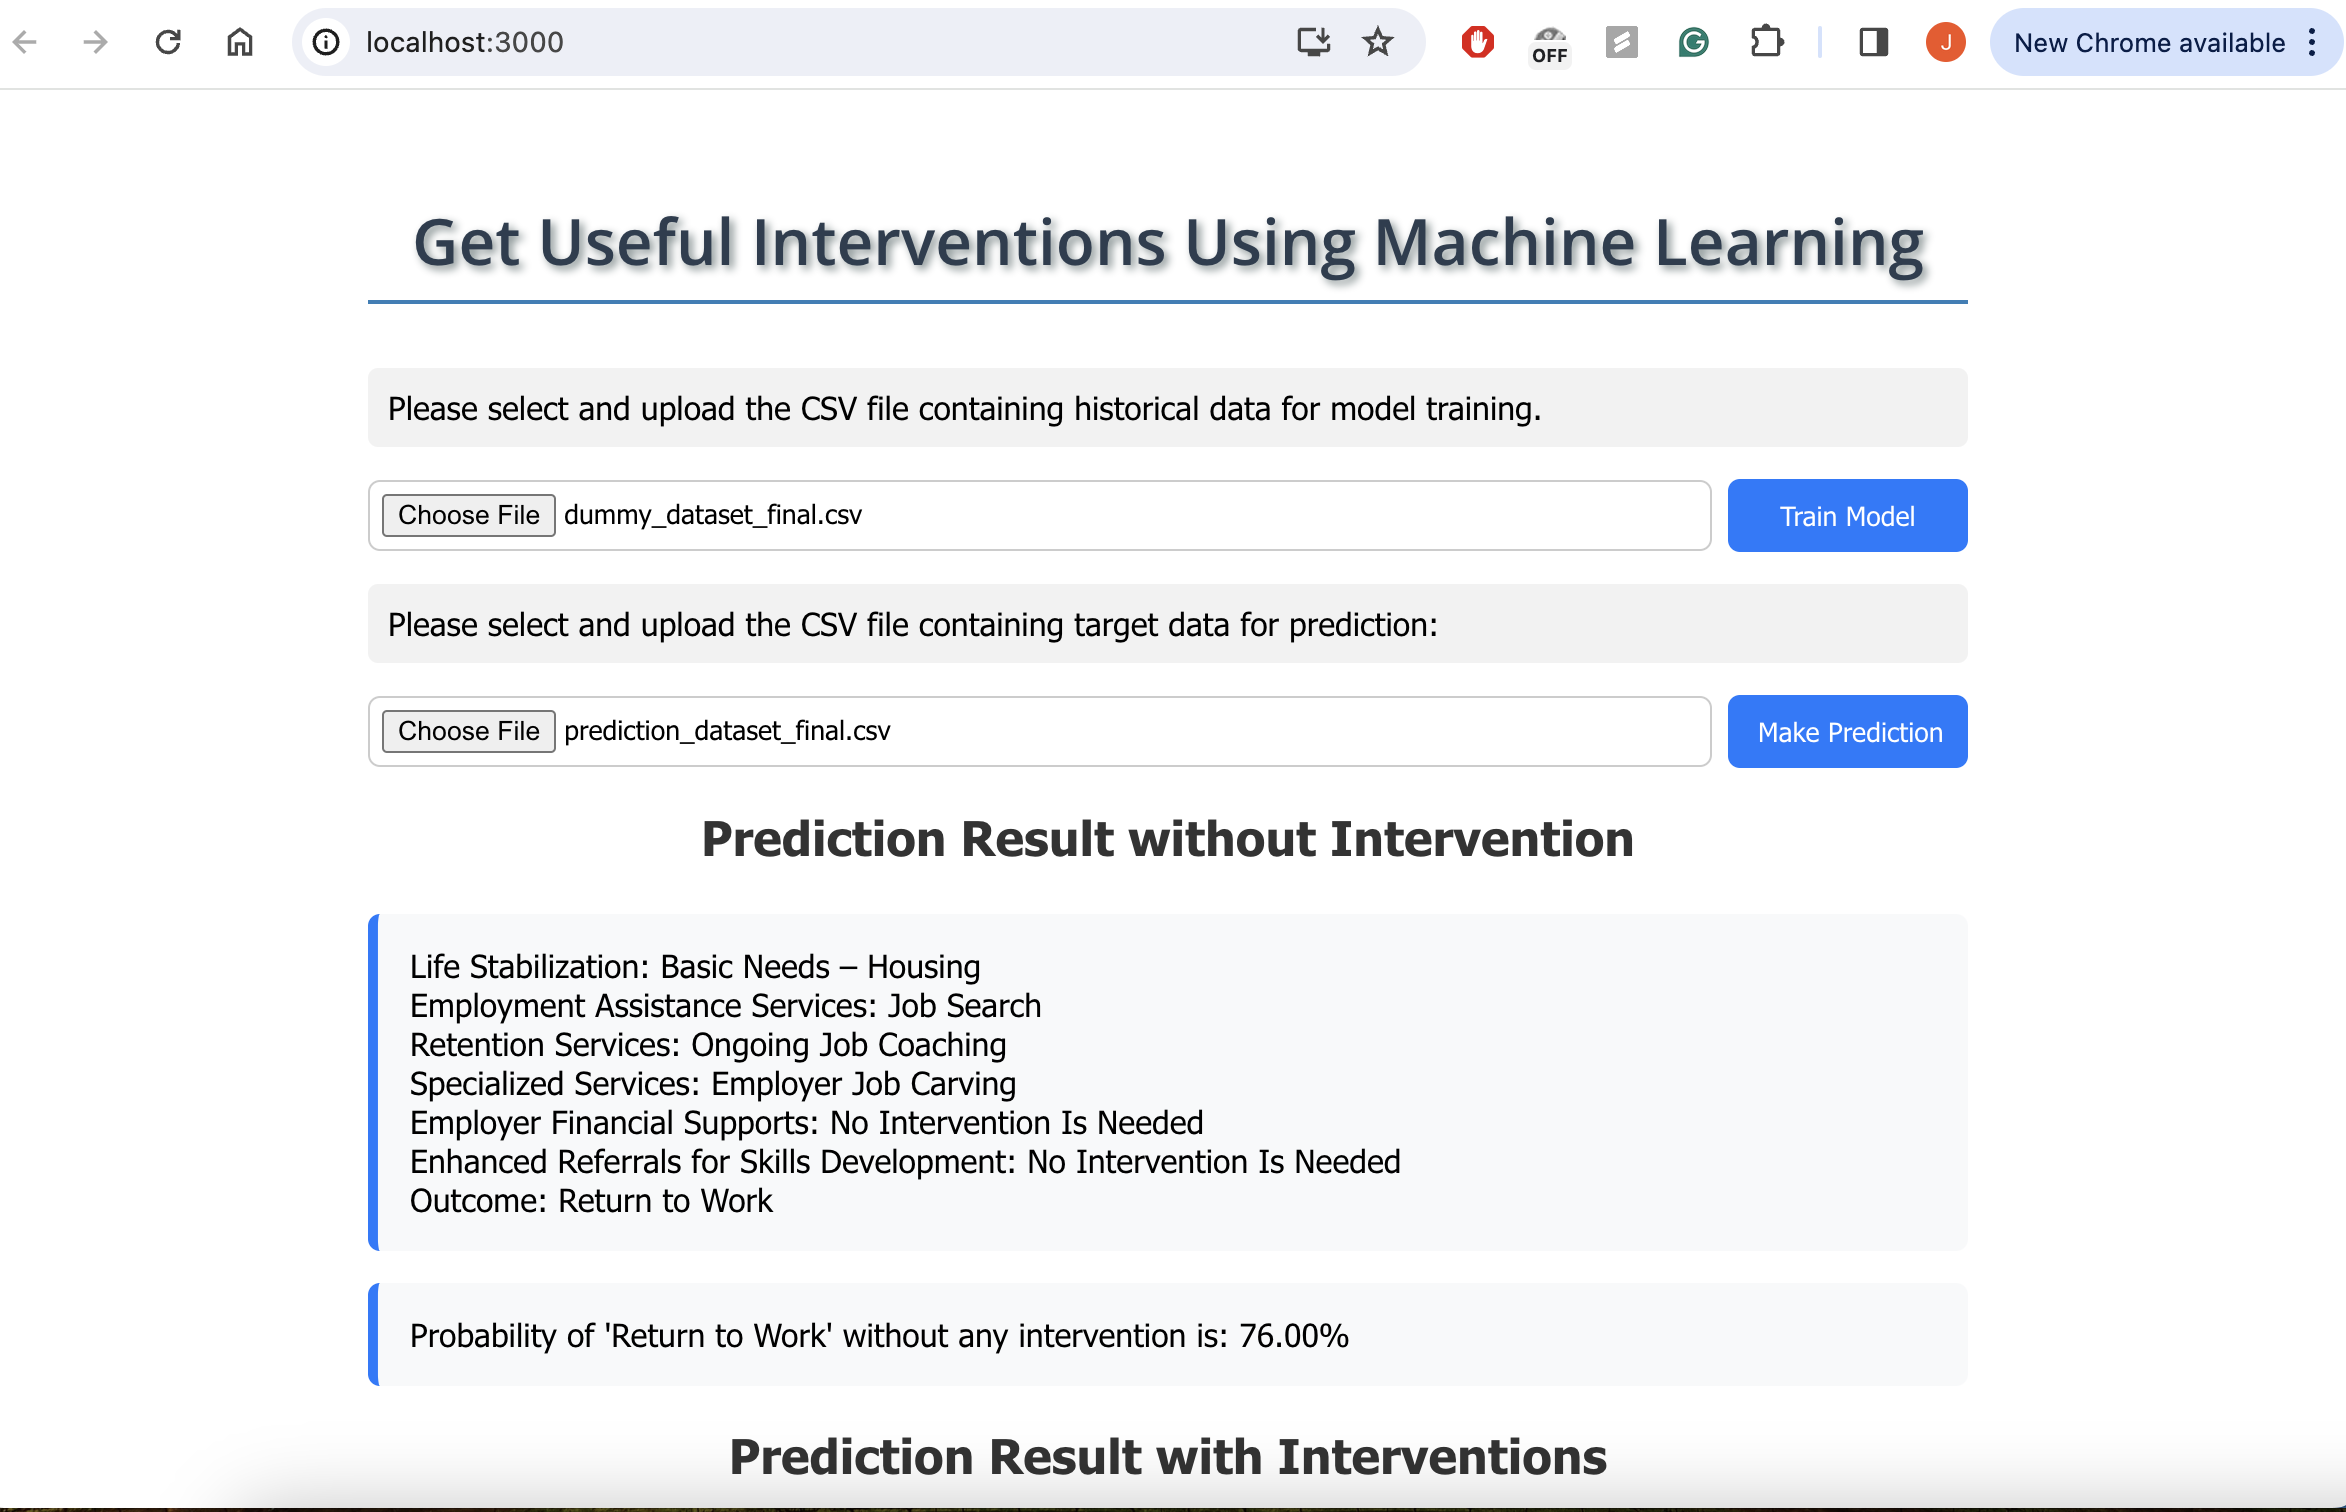 localhost:3000
OFF
J
New Chrome available
Get Useful Interventions Using Machine Learning
Please select and upload the CSV file containing historical data for model training.
Choose File dummy_dataset_final.csv
Train Model
Please select and upload the CSV file containing target data for prediction:
Choose File prediction_dataset_final.csv
Make Prediction
Prediction Result without Intervention
Life Stabilization: Basic Needs – Housing
Employment Assistance Services: Job Search
Retention Services: Ongoing Job Coaching
Specialized Services: Employer Job Carving
Employer Financial Supports: No Intervention Is Needed
Enhanced Referrals for Skills Development: No Intervention Is Needed
Outcome: Return to Work
Probability of 'Return to Work' without any intervention is: 76.00%
Prediction Result with Interventions